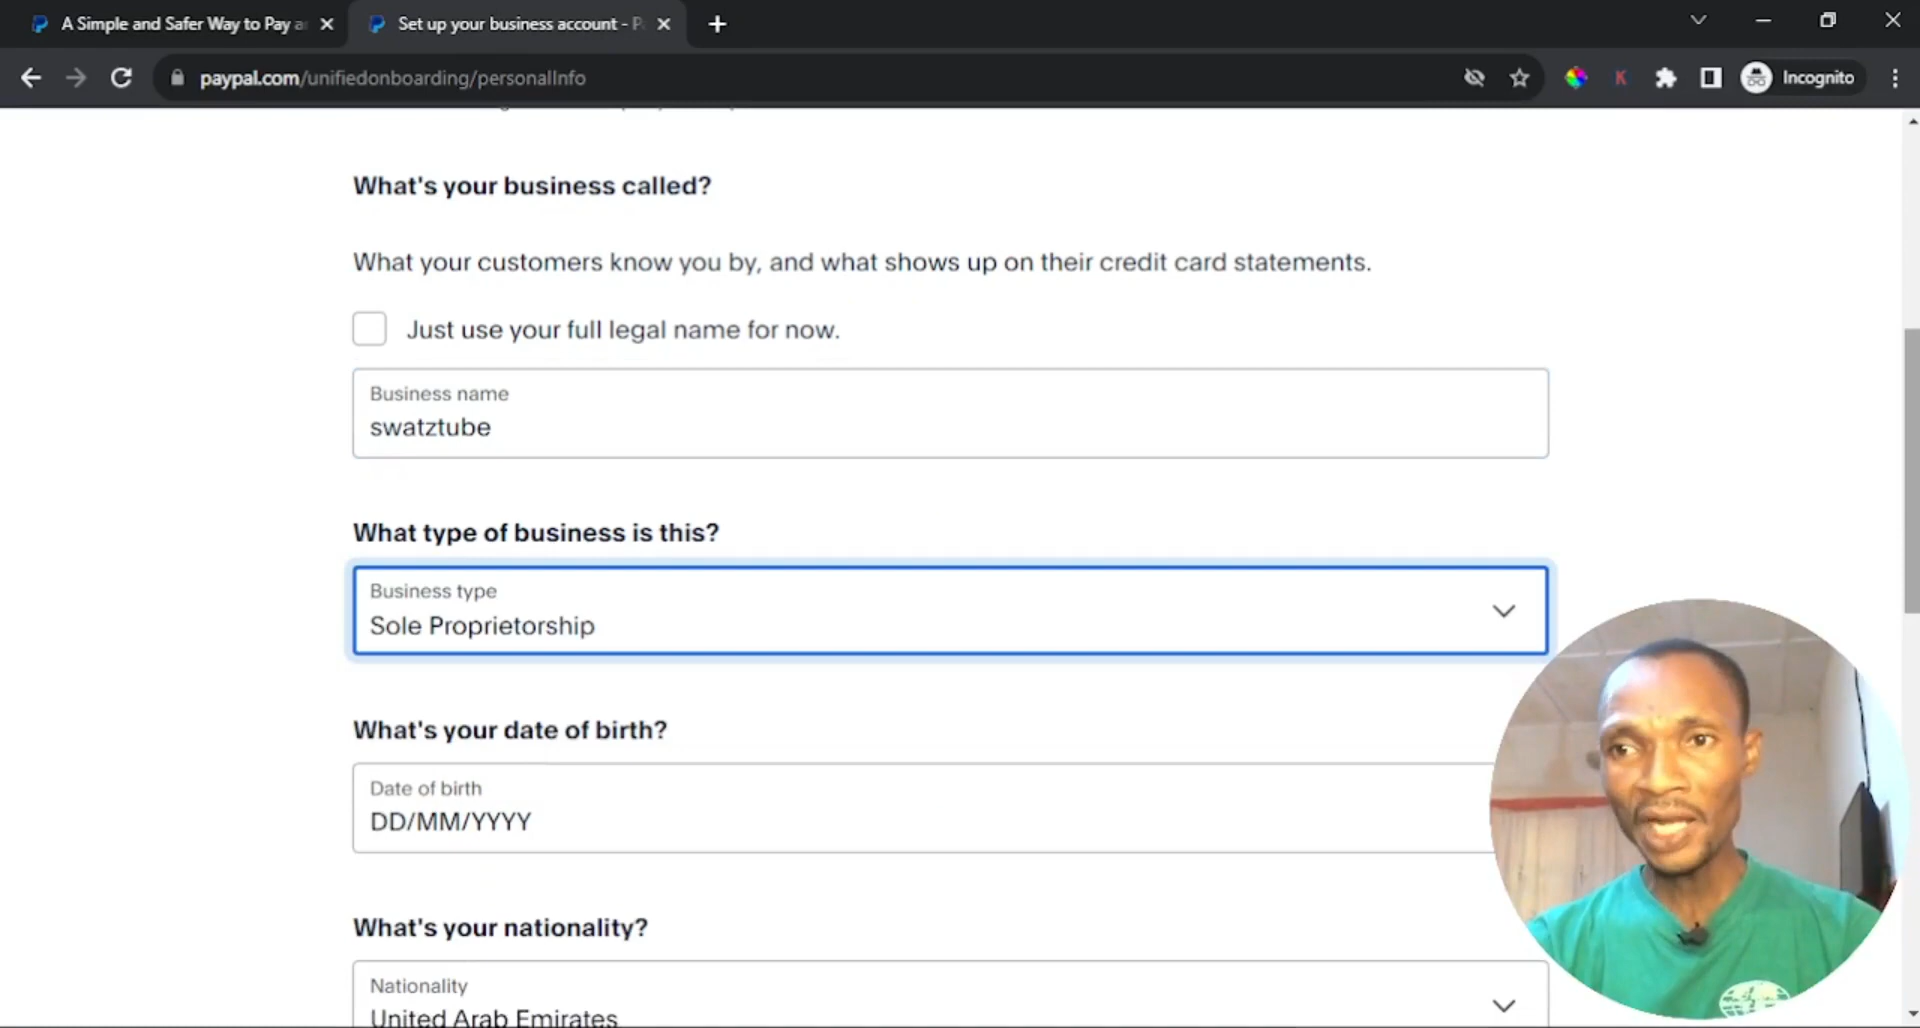 A Simple and Safer Way to Pay a
Set up your business account - P
paypal.com/unifiedonboarding/personalInfo
K
Incognito
What's your business called?
What your customers know you by, and what shows up on their credit card statements.
Just use your full legal name for now.
Business name
swatztube
What type of business is this?
Business type
Sole Proprietorship
What's your date of birth?
Date of birth
DD/MM/YYYY
What's your nationality?
Nationality
United Arab Emirates